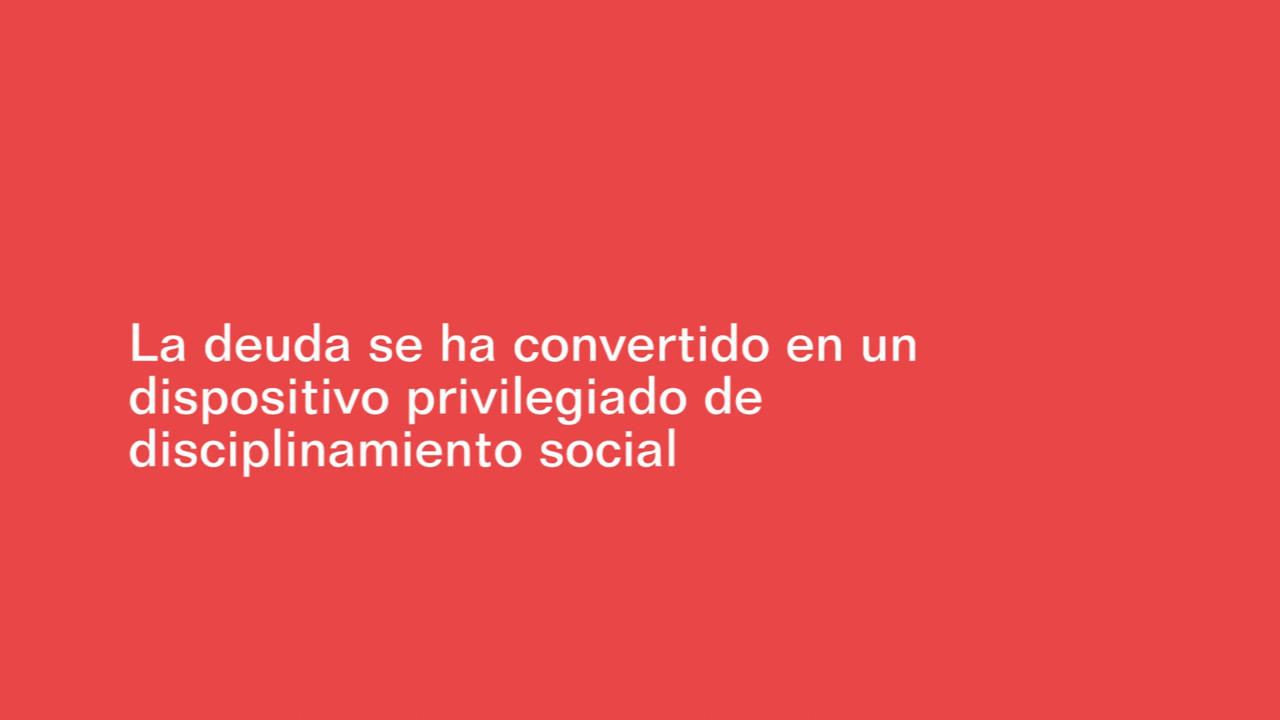 La deuda se ha convertido en un
dispositivo privilegiado de
disciplinamiento social